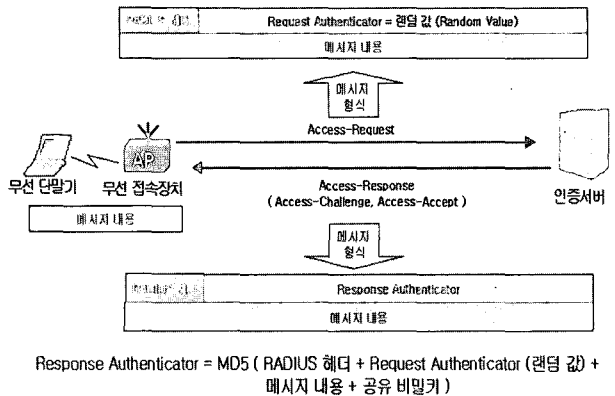 Request Authenticator = 랜덤 값 (Random Value)
메시지 내용
메시지
형식
Access-Request
AP
무선 단말기
무선 접속장치
Access-Response
( Access-Challenge, Access-Accept )
인증서버
메시지 내용
메시지
형식
Response Authenticator
메시지 내용
Response Authenticator = MD5 ( RADIUS 헤더 + Request Authenticator (랜덤 값) +
메시지 내용 + 공유 비밀키 )